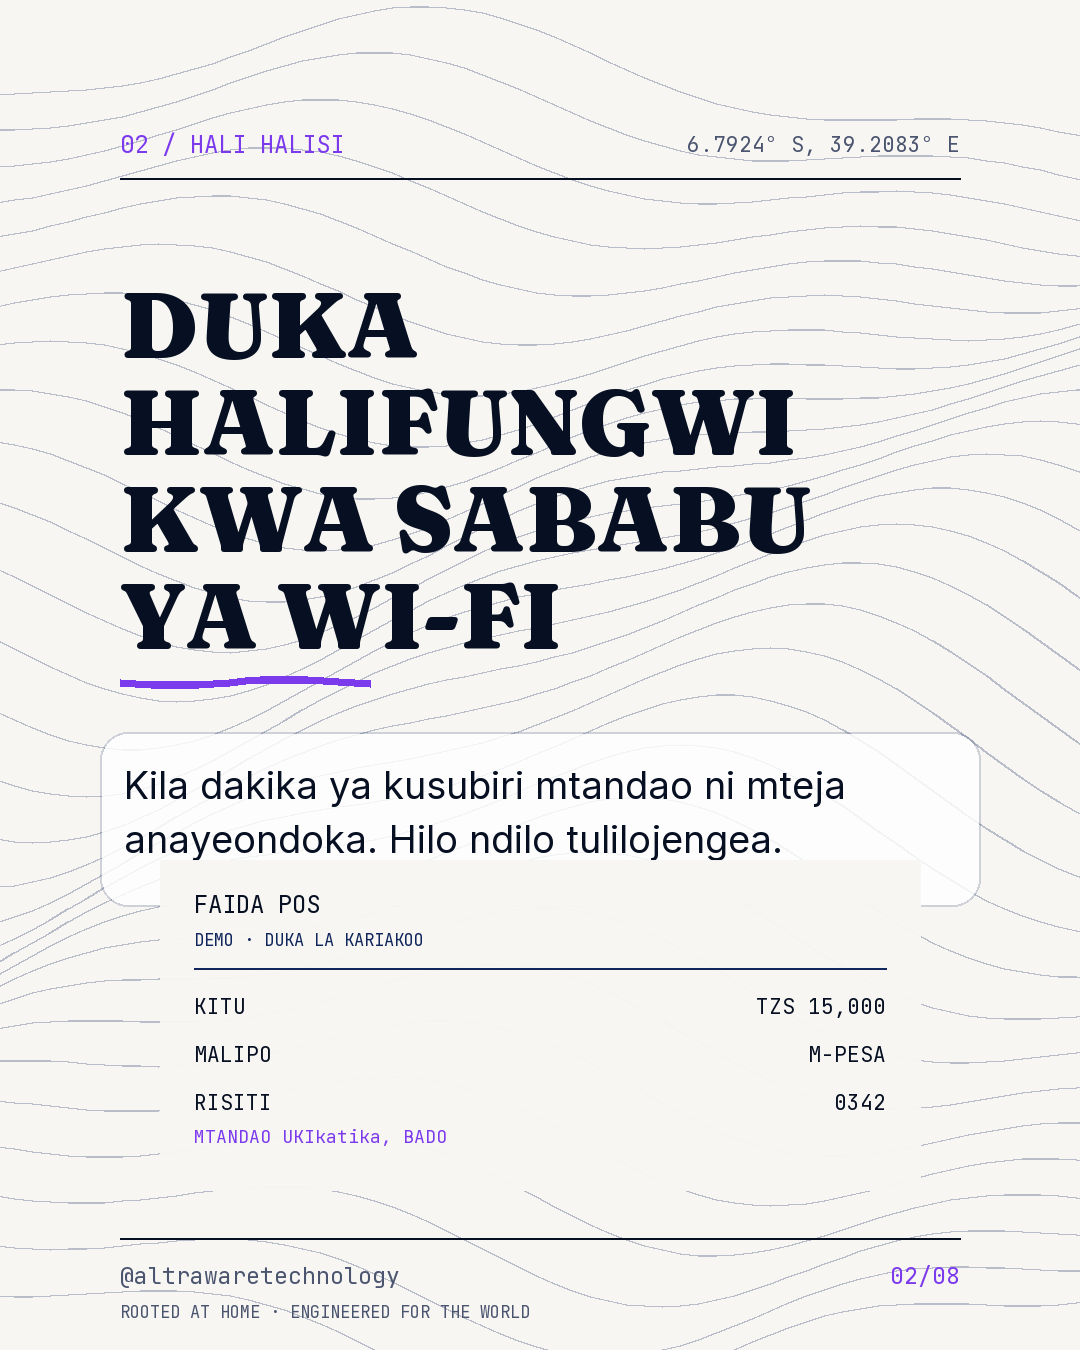 02 / HALI HALISI
6.7924° S, 39.2083° E
DUKA
HALIFUNGWI
KWA SABABU
YA WI-FI
Kila dakika ya kusubiri mtandao ni mteja
anayeondoka. Hilo ndilo tulilojengea.
FAIDA POS
DEMO · DUKA LA KARIAKOO
KITU TZS 15,000
MALIPO M-PESA
RISITI 0342
MTANDAO UKIkatika, BADO
@altrawaretechnology 02/08
ROOTED AT HOME · ENGINEERED FOR THE WORLD